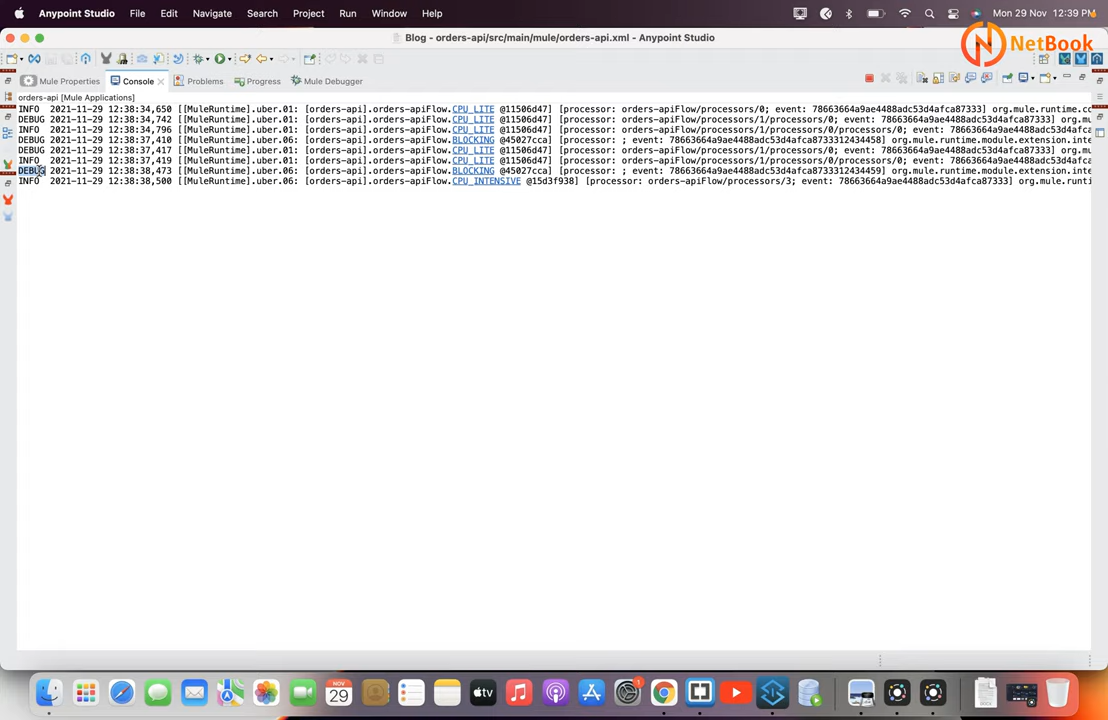 Anypoint Studio File Edit Navigate Search Project Run Window Help Mon 29 Nov 12:39 PM
Blog - orders-api/src/main/mule/orders-api.xml - Anypoint Studio
NetBook
Mule Properties Console Problems Progress Mule Debugger
orders-api [Mule Applications]
INFO 2021-11-29 12:38:34,650 [[MuleRuntime].uber.01: [orders-api].orders-apiFlow.CPU_LITE @11506d47] [processor: orders-apiFlow/processors/0; event: 78663664a9ae4488adc53d4afca87333] org.mule.runtime.co
DEBUG 2021-11-29 12:38:34,742 [[MuleRuntime].uber.01: [orders-api].orders-apiFlow.CPU_LITE @11506d47] [processor: orders-apiFlow/processors/1/processors/0; event: 78663664a9ae4488adc53d4afca87333] org.mu
INFO 2021-11-29 12:38:34,796 [[MuleRuntime].uber.01: [orders-api].orders-apiFlow.CPU_LITE @11506d47] [processor: orders-apiFlow/processors/1/processors/0/processors/0; event: 78663664a9ae4488adc53d4afca
DEBUG 2021-11-29 12:38:37,410 [[MuleRuntime].uber.06: [orders-api].orders-apiFlow.BLOCKING @45027cca] [processor: ; event: 78663664a9ae4488adc53d4afca8733312434458] org.mule.runtime.module.extension.inte
DEBUG 2021-11-29 12:38:37,417 [[MuleRuntime].uber.01: [orders-api].orders-apiFlow.CPU_LITE @11506d47] [processor: orders-apiFlow/processors/1/processors/0; event: 78663664a9ae4488adc53d4afca87333] org.mu
INFO 2021-11-29 12:38:37,419 [[MuleRuntime].uber.01: [orders-api].orders-apiFlow.CPU_LITE @11506d47] [processor: orders-apiFlow/processors/1/processors/0/processors/0; event: 78663664a9ae4488adc53d4afca
DEBUG 2021-11-29 12:38:38,473 [[MuleRuntime].uber.06: [orders-api].orders-apiFlow.BLOCKING @45027cca] [processor: ; event: 78663664a9ae4488adc53d4afca8733312434459] org.mule.runtime.module.extension.inte
INFO 2021-11-29 12:38:38,500 [[MuleRuntime].uber.06: [orders-api].orders-apiFlow.CPU_INTENSIVE @15d3f938] [processor: orders-apiFlow/processors/3; event: 78663664a9ae4488adc53d4afca87333] org.mule.runti
NOV
29
tv
1